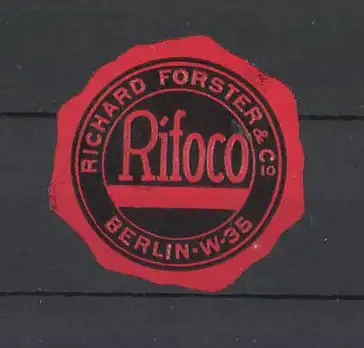 RICHARD FORSTER & Co
Rifoco
BERLIN·W-35